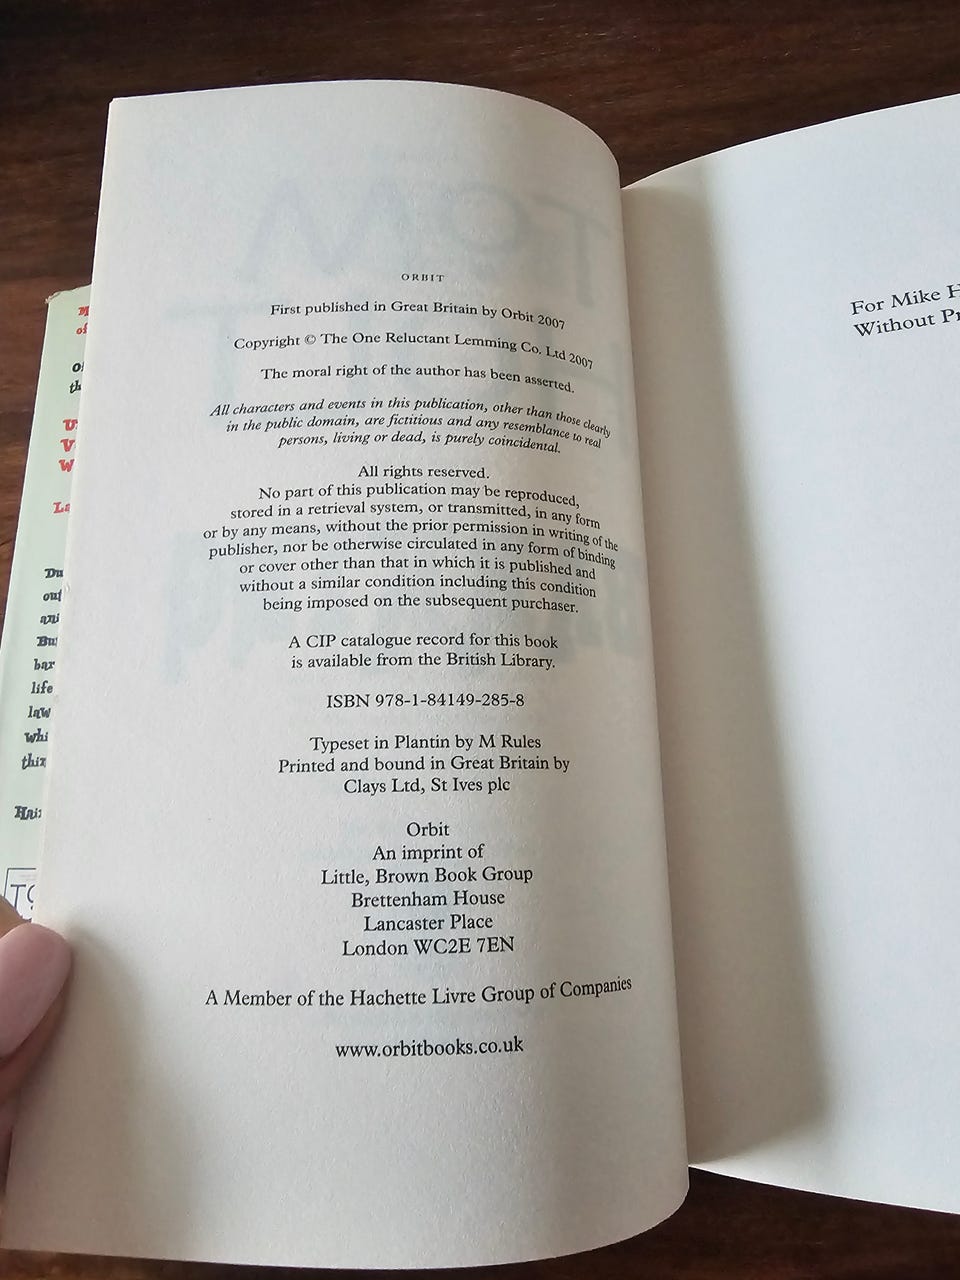 ORBIT
First published in Great Britain by Orbit 2007
Copyright © The One Reluctant Lemming Co. Ltd 2007
The moral right of the author has been asserted.
All characters and events in this publication, other than those clearly
in the public domain, are fictitious and any resemblance to real
persons, living or dead, is purely coincidental.
All rights reserved.
No part of this publication may be reproduced,
stored in a retrieval system, or transmitted, in any form
or by any means, without the prior permission in writing of the
publisher, nor be otherwise circulated in any form of binding
or cover other than that in which it is published and
without a similar condition including this condition
being imposed on the subsequent purchaser.
A CIP catalogue record for this book
is available from the British Library.
ISBN 978-1-84149-285-8
Typeset in Plantin by M Rules
Printed and bound in Great Britain by
Clays Ltd, St Ives plc
Orbit
An imprint of
Little, Brown Book Group
Brettenham House
Lancaster Place
London WC2E 7EN
A Member of the Hachette Livre Group of Companies
www.orbitbooks.co.uk
For Mike H
Without Pr
bar
life
law
whi